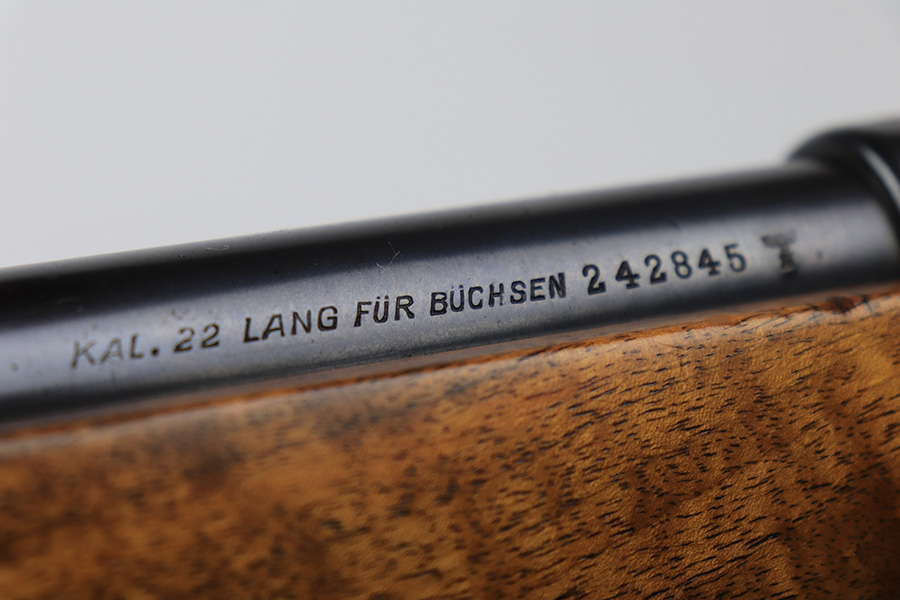 KAL. 22 LANG FÜR BÜCHSEN 242845